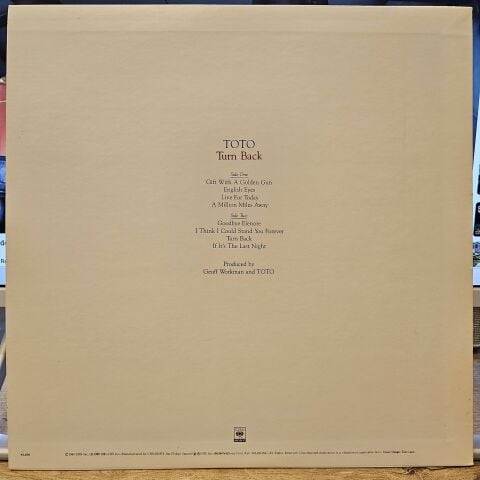 TOTO
Turn Back
Side One
Gift With A Golden Gun
English Eyes
Live For Today
A Million Miles Away
Side Two
Goodbye Elenore
I Think I Could Stand You Forever
Turn Back
If It's The Last Night
Produced by
Geoff Workman and TOTO